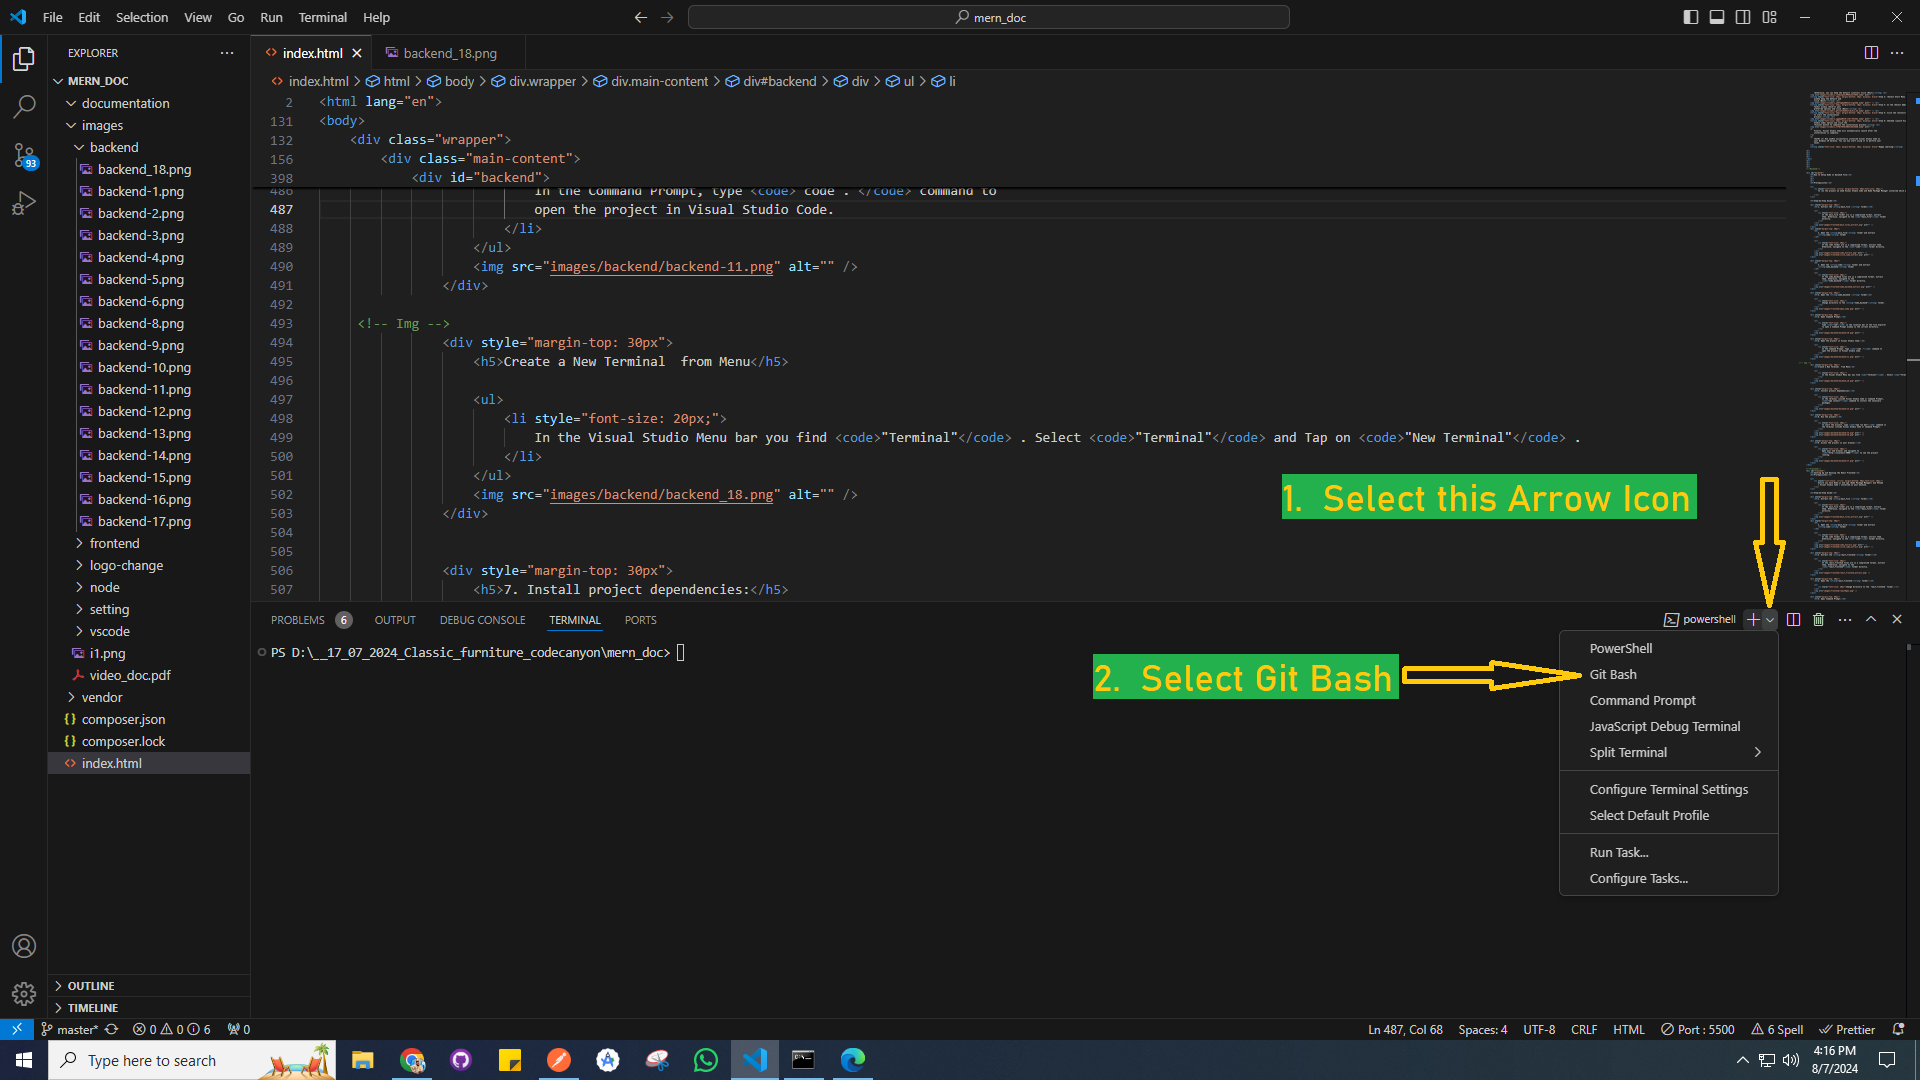 File Edit Selection View Go Run Terminal Help
mern_doc
EXPLORER
index.html
backend_18.png
MERN_DOC
index.html > html > body > div.wrapper > div.main-content > div#backend > div > ul > li
documentation
images
backend
backend_18.png
backend-1.png
backend-2.png
backend-3.png
backend-4.png
backend-5.png
backend-6.png
backend-8.png
backend-9.png
backend-10.png
backend-11.png
backend-12.png
backend-13.png
backend-14.png
backend-15.png
backend-16.png
backend-17.png
frontend
logo-change
node
setting
vscode
i1.png
video_doc.pdf
vendor
composer.json
composer.lock
index.html
OUTLINE
TIMELINE
93
2 <html lang="en">
131 <body>
132 <div class="wrapper">
156 <div class="main-content">
398 <div id="backend">
486 In the Command Prompt, type <code> code . </code> command to
487 open the project in Visual Studio Code.
488 </li>
489 </ul>
490 <img src="images/backend/backend-11.png" alt="" />
491 </div>
492
493 <!-- Img -->
494 <div style="margin-top: 30px">
495 <h5>Create a New Terminal  from Menu</h5>
496
497 <ul>
498 <li style="font-size: 20px;">
499 In the Visual Studio Menu bar you find <code>"Terminal"</code> . Select <code>"Terminal"</code> and Tap on <code>"New Terminal"</code> .
500 </li>
501 </ul>
502 <img src="images/backend/backend_18.png" alt="" />
503 </div>
504
505
506 <div style="margin-top: 30px">
507 <h5>7. Install project dependencies:</h5>
1. Select this Arrow Icon
PROBLEMS 6 OUTPUT DEBUG CONSOLE TERMINAL PORTS
powershell
PS D:\__17_07_2024_Classic_furniture_codecanyon\mern_doc>
2. Select Git Bash
PowerShell
Git Bash
Command Prompt
JavaScript Debug Terminal
Split Terminal
Configure Terminal Settings
Select Default Profile
Run Task...
Configure Tasks...
master* 0 0 6 0
Ln 487, Col 68 Spaces: 4 UTF-8 CRLF HTML Port : 5500 6 Spell Prettier
Type here to search
4:16 PM
8/7/2024